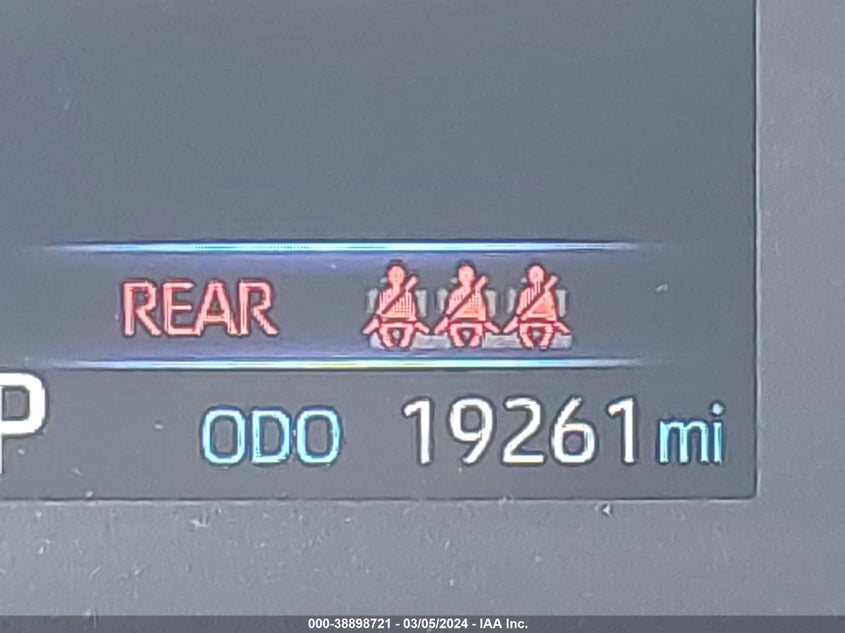 REAR
P
ODO 19261 mi
000-38898721 - 03/05/2024 - IAA Inc.